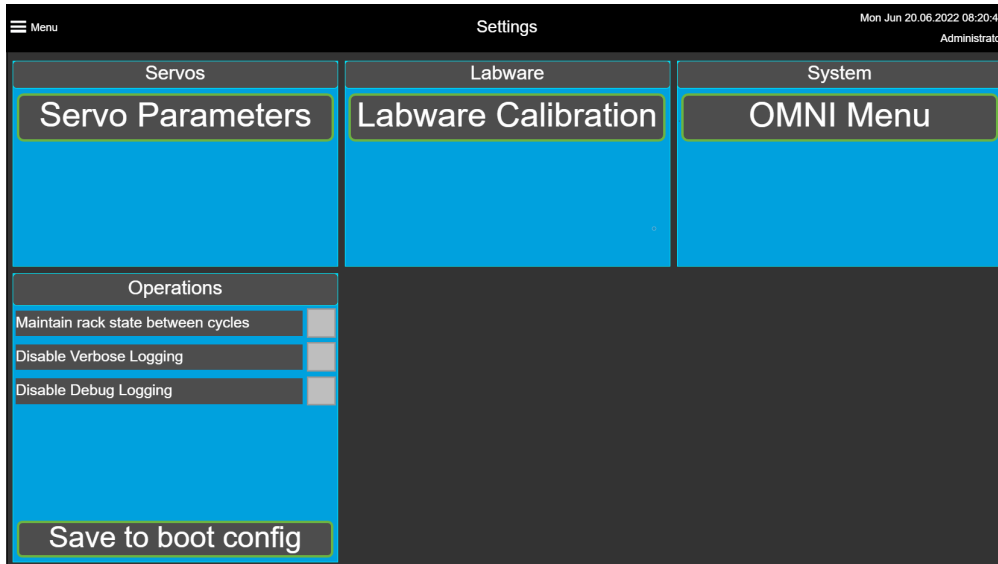 Menu
Settings
Mon Jun 20.06.2022 08:20:4
Administrato
Servos
Servo Parameters
Labware
Labware Calibration
System
OMNI Menu
Operations
Maintain rack state between cycles
Disable Verbose Logging
Disable Debug Logging
Save to boot config